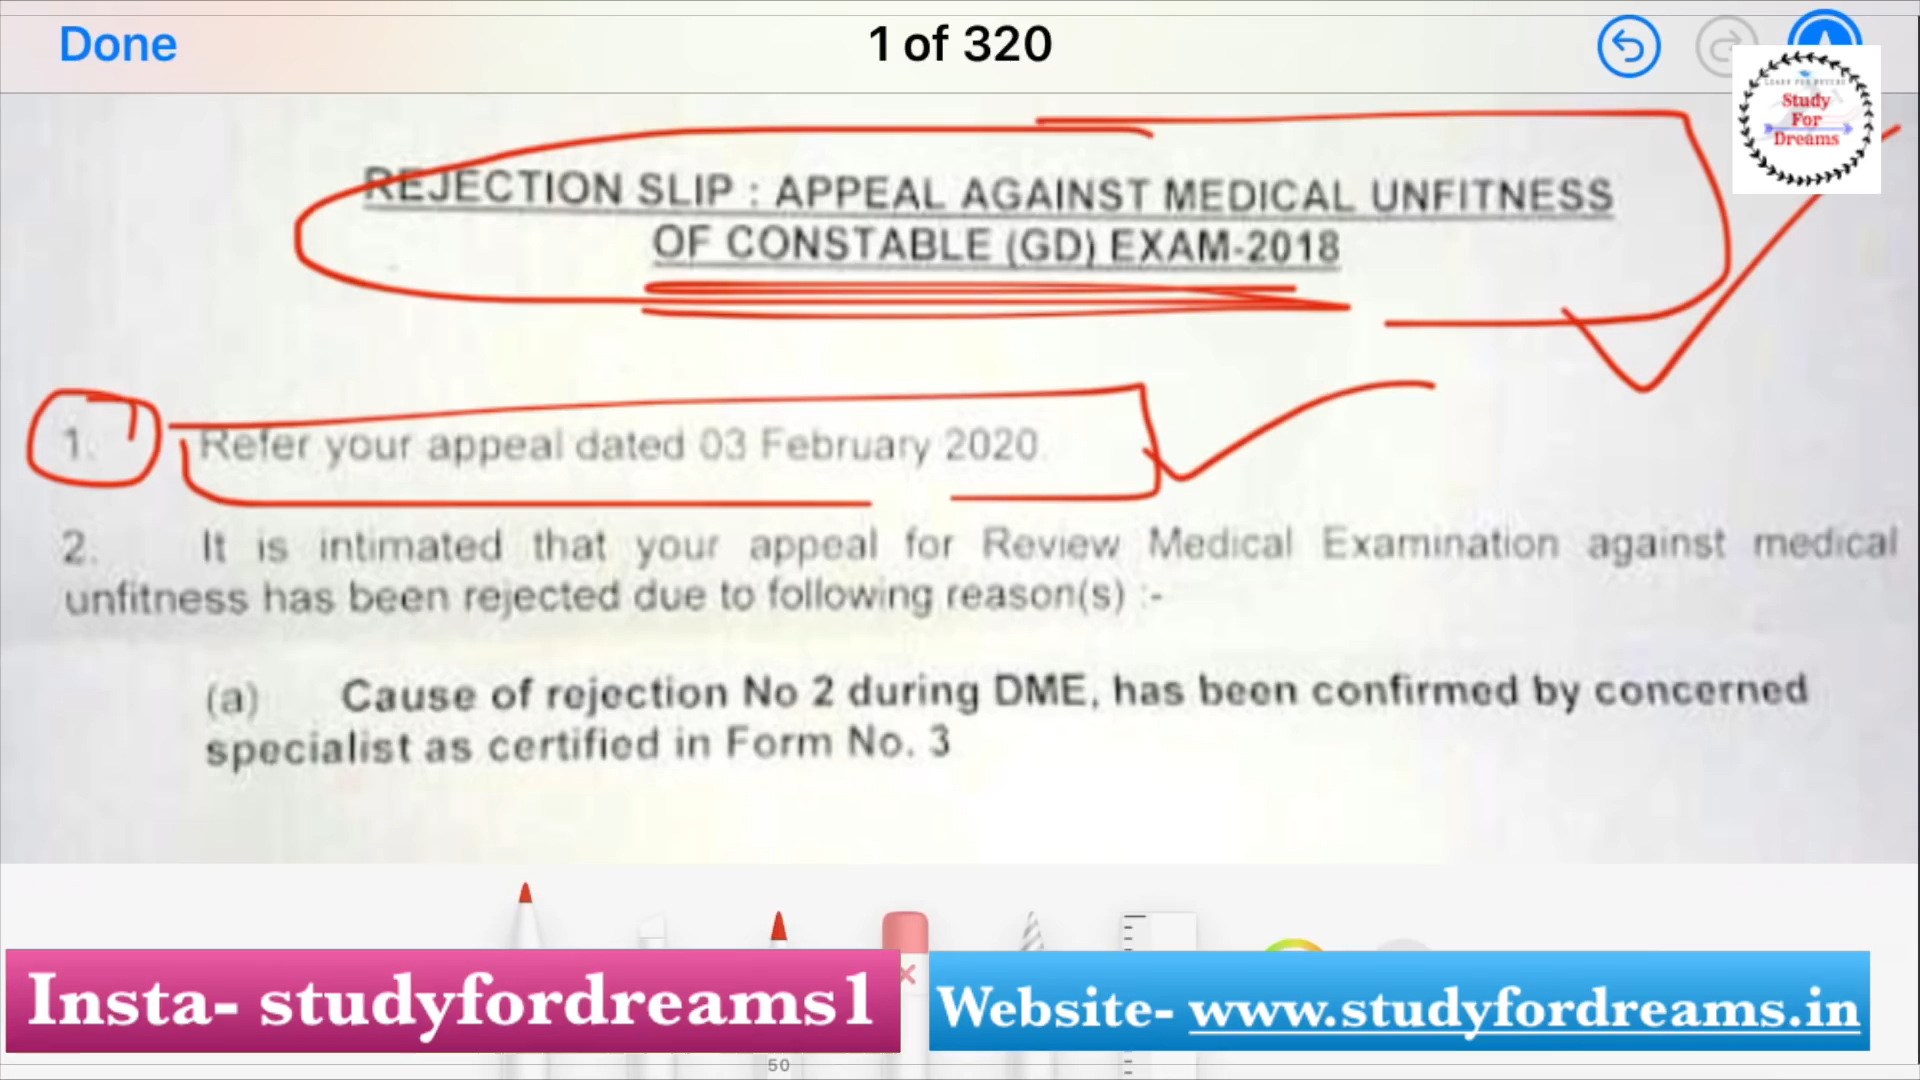 Done
1 of 320
Study
For
Dreams
REJECTION SLIP : APPEAL AGAINST MEDICAL UNFITNESS
OF CONSTABLE (GD) EXAM-2018
1. Refer your appeal dated 03 February 2020.
2. It is intimated that your appeal for Review Medical Examination against medical
unfitness has been rejected due to following reason(s) :-
(a) Cause of rejection No 2 during DME, has been confirmed by concerned
specialist as certified in Form No. 3
Insta- studyfordreams1
Website- www.studyfordreams.in
50